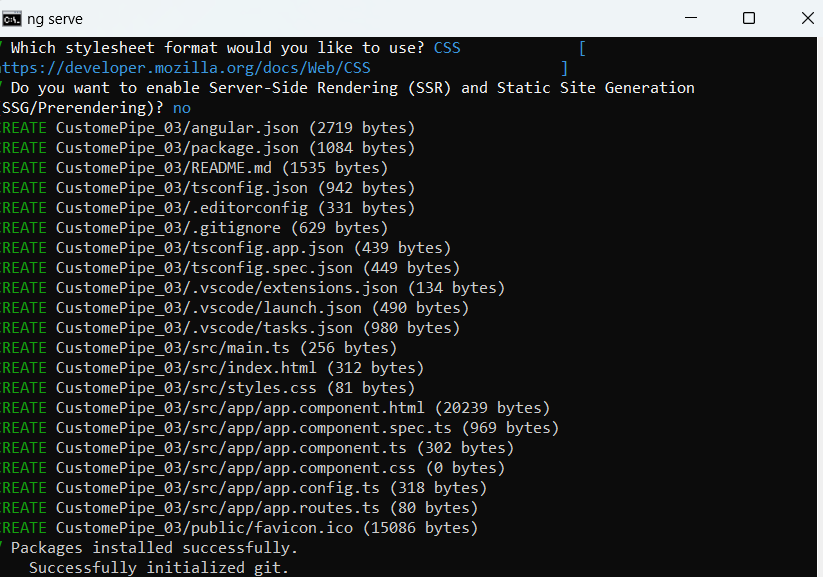 ng serve
Which stylesheet format would you like to use? CSS [
ttps://developer.mozilla.org/docs/Web/CSS ]
Do you want to enable Server-Side Rendering (SSR) and Static Site Generation
(SSG/Prerendering)? no
REATE CustomePipe_03/angular.json (2719 bytes)
REATE CustomePipe_03/package.json (1084 bytes)
REATE CustomePipe_03/README.md (1535 bytes)
REATE CustomePipe_03/tsconfig.json (942 bytes)
REATE CustomePipe_03/.editorconfig (331 bytes)
REATE CustomePipe_03/.gitignore (629 bytes)
REATE CustomePipe_03/tsconfig.app.json (439 bytes)
REATE CustomePipe_03/tsconfig.spec.json (449 bytes)
REATE CustomePipe_03/.vscode/extensions.json (134 bytes)
REATE CustomePipe_03/.vscode/launch.json (490 bytes)
REATE CustomePipe_03/.vscode/tasks.json (980 bytes)
REATE CustomePipe_03/src/main.ts (256 bytes)
REATE CustomePipe_03/src/index.html (312 bytes)
REATE CustomePipe_03/src/styles.css (81 bytes)
REATE CustomePipe_03/src/app/app.component.html (20239 bytes)
REATE CustomePipe_03/src/app/app.component.spec.ts (969 bytes)
REATE CustomePipe_03/src/app/app.component.ts (302 bytes)
REATE CustomePipe_03/src/app/app.component.css (0 bytes)
REATE CustomePipe_03/src/app/app.config.ts (318 bytes)
REATE CustomePipe_03/src/app/app.routes.ts (80 bytes)
REATE CustomePipe_03/public/favicon.ico (15086 bytes)
Packages installed successfully.
Successfully initialized git.